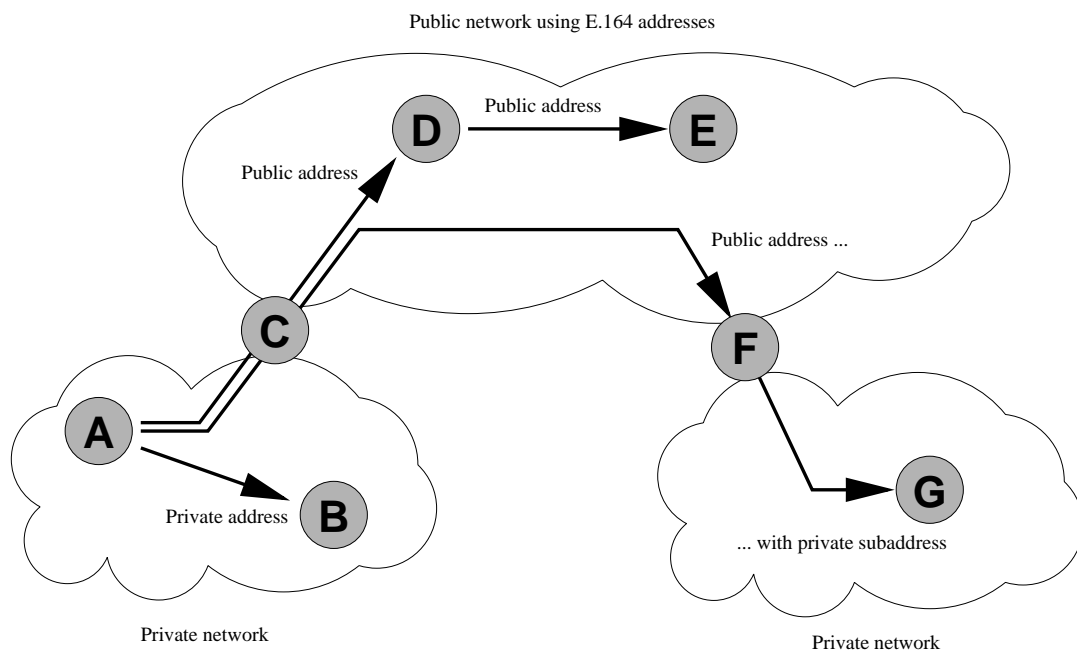 Public network using E.164 addresses
D
Public address
E
Public address
Public address ...
C
F
A
G
Private address
B
... with private subaddress
Private network
Private network